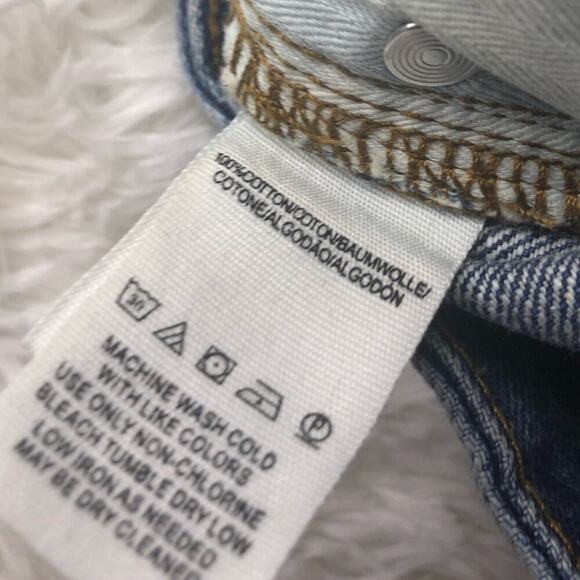 100%COTTON/COTON/BAUMWOLLE/
COTONE/ALGODÃO/ALGODÓN
30 P
MACHINE WASH COLD
WITH LIKE COLORS
USE ONLY NON-CHLORINE
BLEACH TUMBLE DRY LOW
LOW IRON AS NEEDED
MAY BE DRY CLEANED